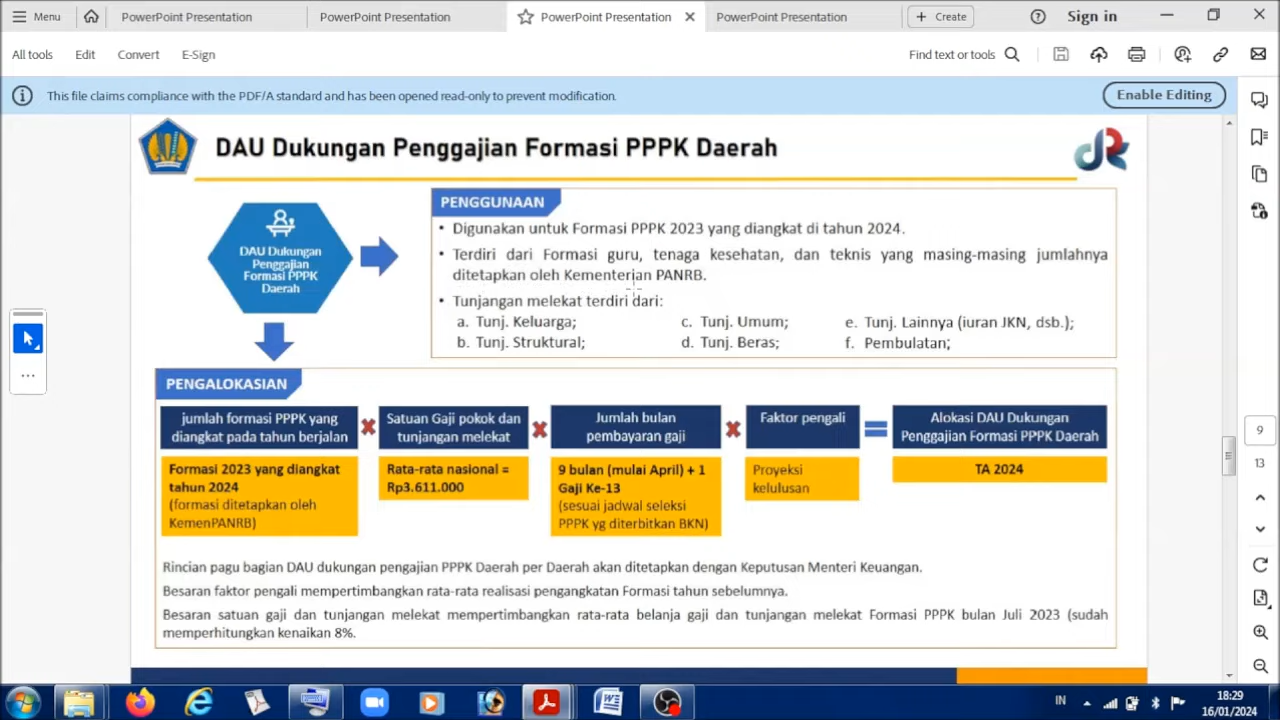 Menu
PowerPoint Presentation
PowerPoint Presentation
PowerPoint Presentation
PowerPoint Presentation
+ Create
Sign in
All tools Edit Convert E-Sign
Find text or tools
This file claims compliance with the PDF/A standard and has been opened read-only to prevent modification.
Enable Editing
DAU Dukungan Penggajian Formasi PPPK Daerah
DAU Dukungan
Penggajian
Formasi PPPK
Daerah
PENGGUNAAN
• Digunakan untuk Formasi PPPK 2023 yang diangkat di tahun 2024.
• Terdiri dari Formasi guru, tenaga kesehatan, dan teknis yang masing-masing jumlahnya
ditetapkan oleh Kementerian PANRB.
• Tunjangan melekat terdiri dari:
a. Tunj. Keluarga; c. Tunj. Umum; e. Tunj. Lainnya (iuran JKN, dsb.);
b. Tunj. Struktural; d. Tunj. Beras; f. Pembulatan;
PENGALOKASIAN
jumlah formasi PPPK yang
diangkat pada tahun berjalan
Satuan Gaji pokok dan
tunjangan melekat
Jumlah bulan
pembayaran gaji
Faktor pengali
Alokasi DAU Dukungan
Penggajian Formasi PPPK Daerah
Formasi 2023 yang diangkat
tahun 2024
(formasi ditetapkan oleh
KemenPANRB)
Rata-rata nasional =
Rp3.611.000
9 bulan (mulai April) + 1
Gaji Ke-13
(sesuai jadwal seleksi
PPPK yg diterbitkan BKN)
Proyeksi
kelulusan
TA 2024
Rincian pagu bagian DAU dukungan pengajian PPPK Daerah per Daerah akan ditetapkan dengan Keputusan Menteri Keuangan.
Besaran faktor pengali mempertimbangkan rata-rata realisasi pengangkatan Formasi tahun sebelumnya.
Besaran satuan gaji dan tunjangan melekat mempertimbangkan rata-rata belanja gaji dan tunjangan melekat Formasi PPPK bulan Juli 2023 (sudah
memperhitungkan kenaikan 8%.
9
13
IN
18:29
16/01/2024